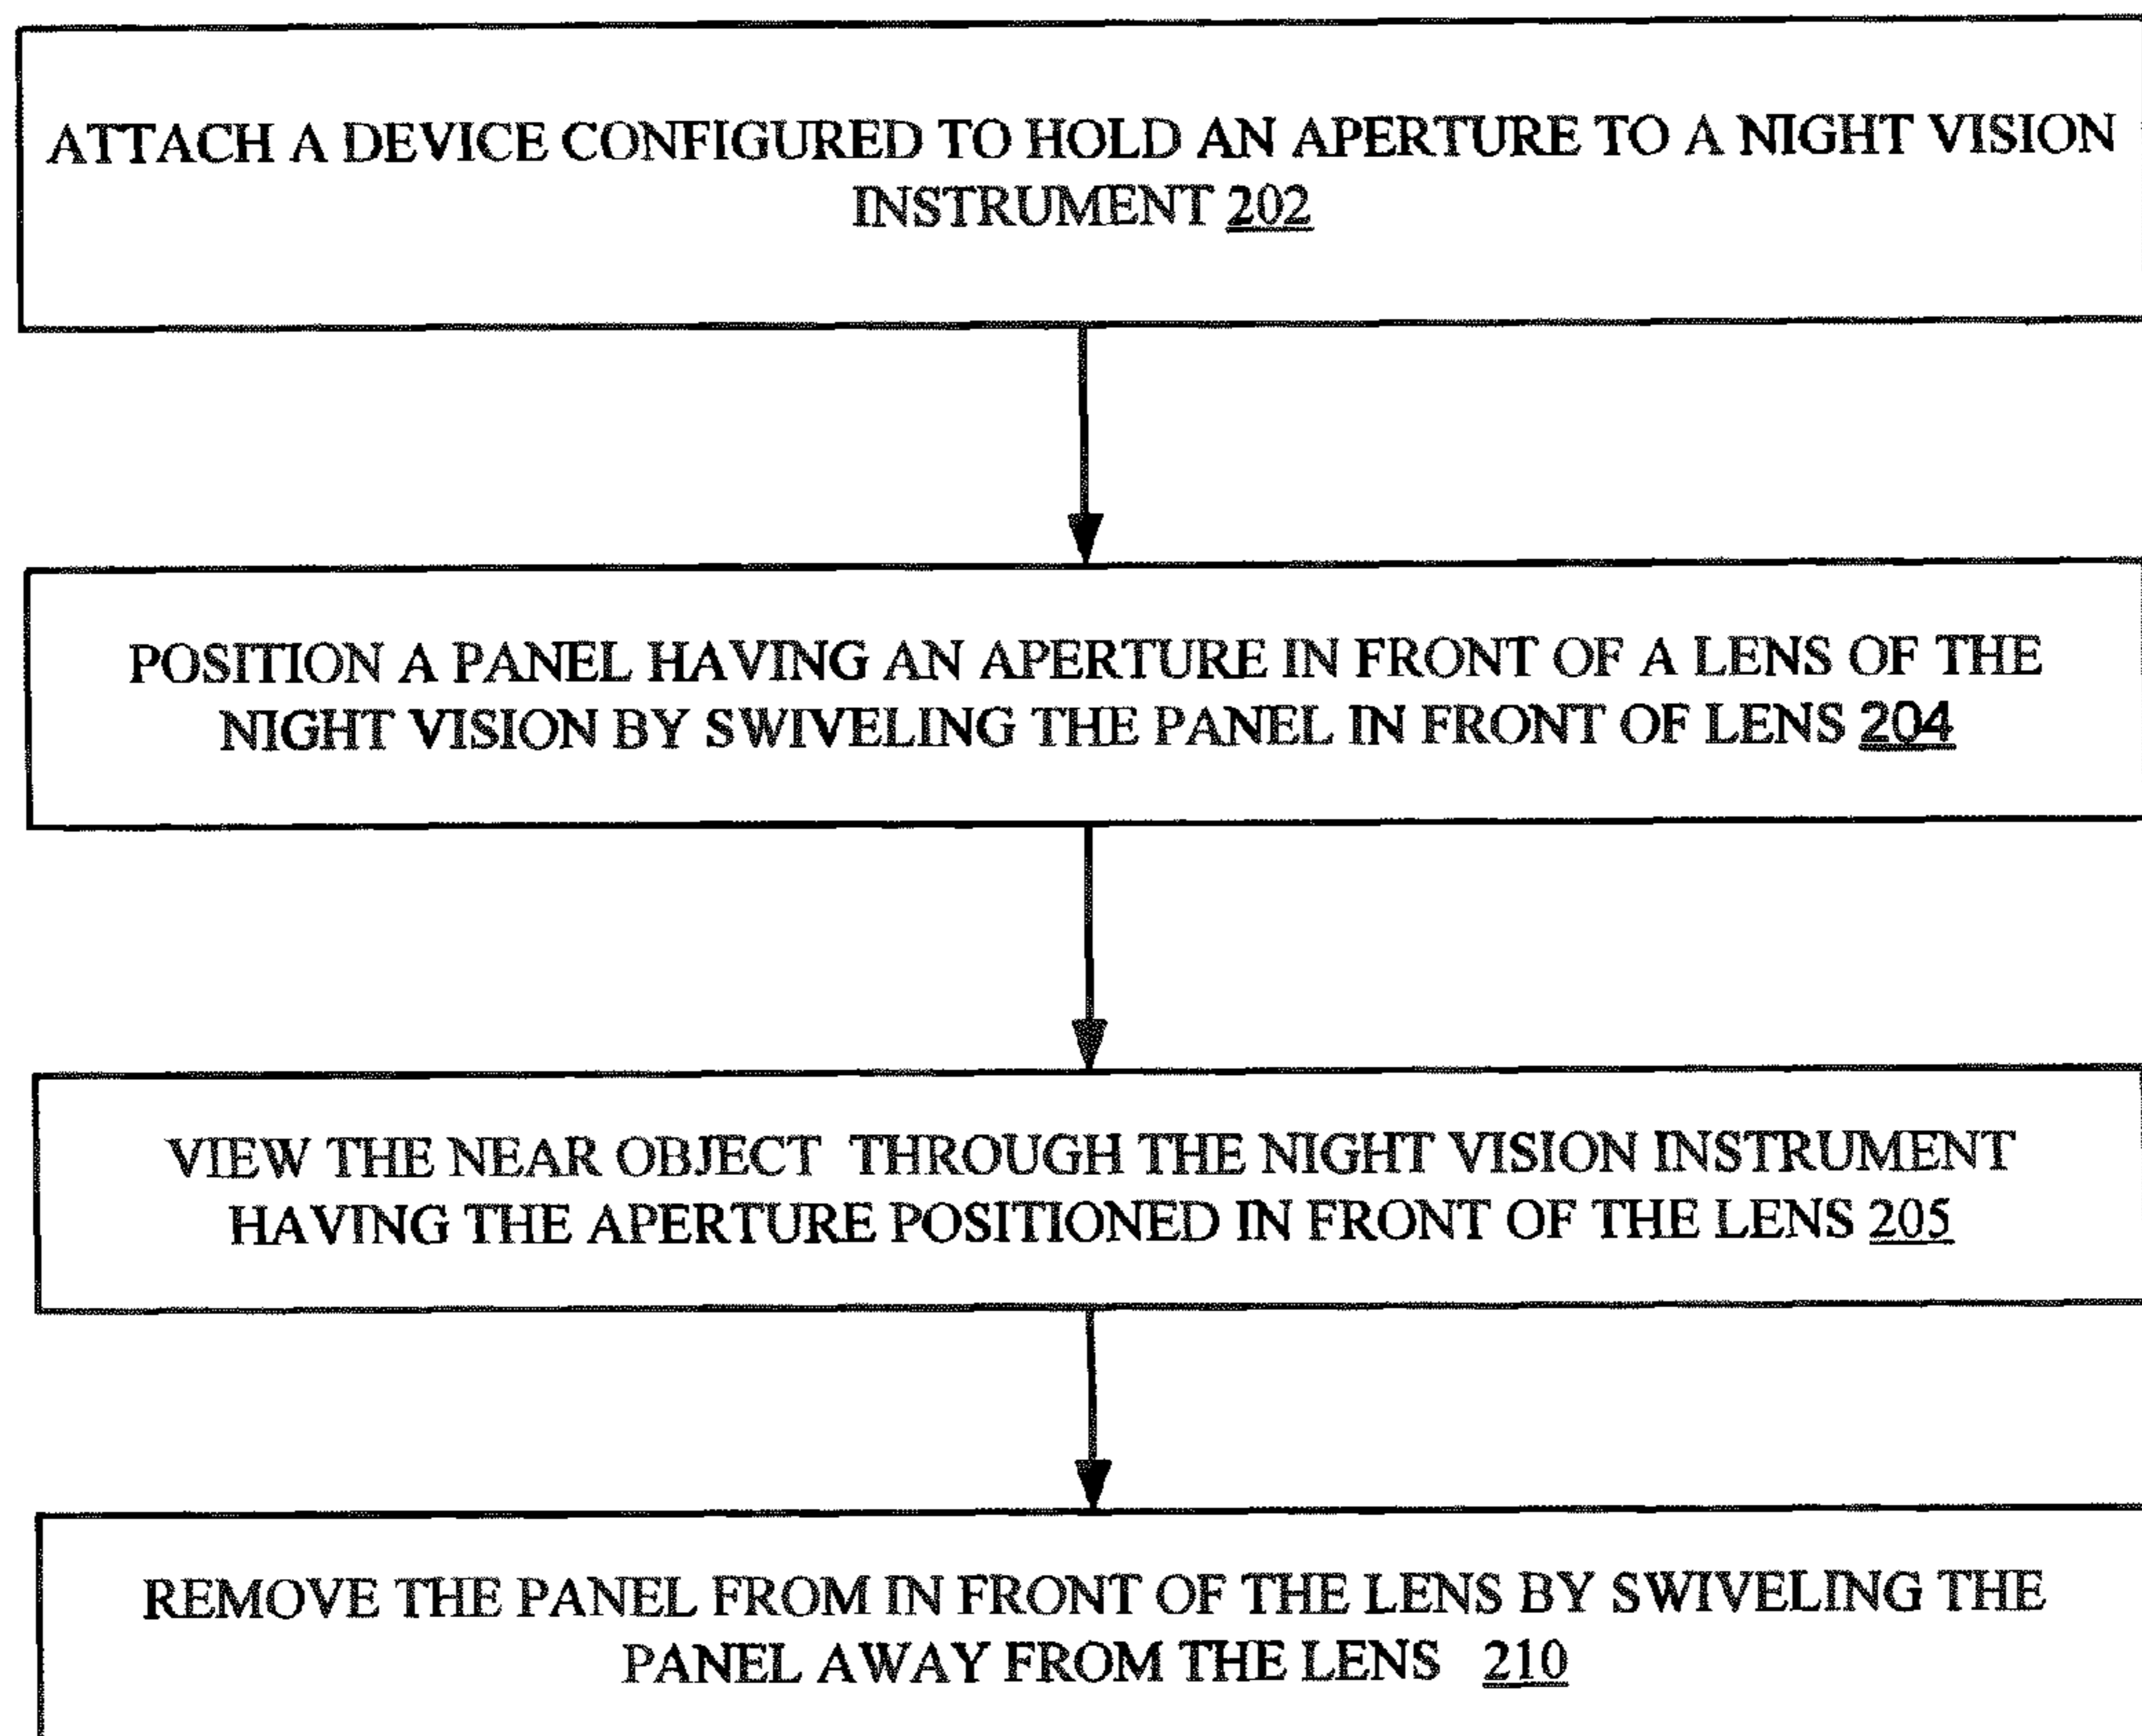 ATTACH A DEVICE CONFIGURED TO HOLD AN APERTURE TO A NIGHT VISION
INSTRUMENT 202
POSITION A PANEL HAVING AN APERTURE IN FRONT OF A LENS OF THE
NIGHT VISION BY SWIVELING THE PANEL IN FRONT OF LENS 204
VIEW THE NEAR OBJECT THROUGH THE NIGHT VISION INSTRUMENT
HAVING THE APERTURE POSITIONED IN FRONT OF THE LENS 205
REMOVE THE PANEL FROM IN FRONT OF THE LENS BY SWIVELING THE
PANEL AWAY FROM THE LENS 210